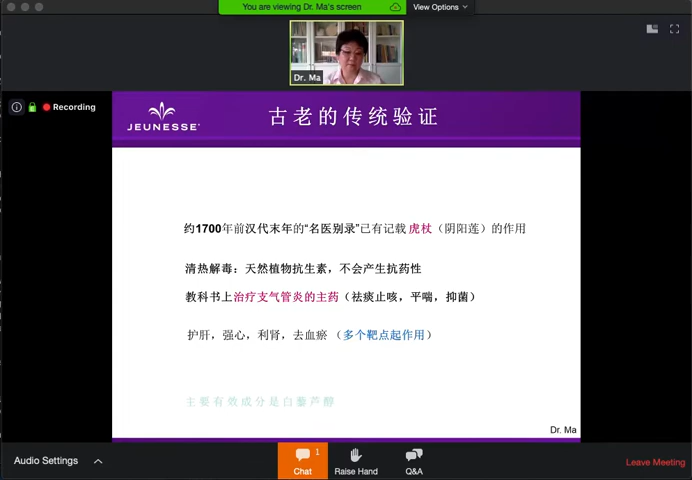 You are viewing Dr. Ma's screen
View Options
Dr. Ma
Recording
JEUNESSE
古老的传统验证
约1700年前汉代末年的“名医别录”已有记载 虎杖（阴阳莲）的作用
清热解毒：天然植物抗生素，不会产生抗药性
教科书上治疗支气管炎的主药（祛痰止咳，平喘，抑菌）
护肝，强心，利肾，去血瘀 （多个靶点起作用）
主要有效成分是白藜芦醇
Dr. Ma
Audio Settings
Chat
1
Raise Hand
Q&A
Leave Meeting